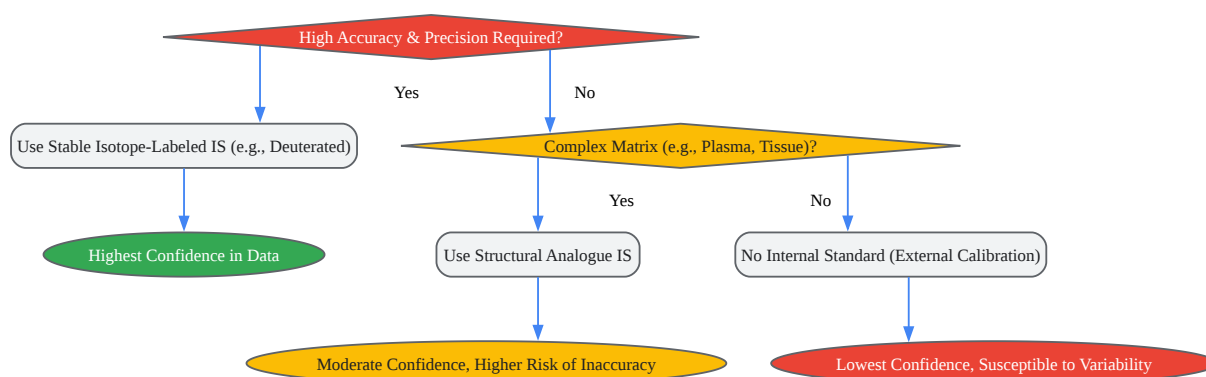 High Accuracy & Precision Required?
Yes
No
Use Stable Isotope-Labeled IS (e.g., Deuterated)
Complex Matrix (e.g., Plasma, Tissue)?
Yes
No
Highest Confidence in Data
Use Structural Analogue IS
No Internal Standard (External Calibration)
Moderate Confidence, Higher Risk of Inaccuracy
Lowest Confidence, Susceptible to Variability